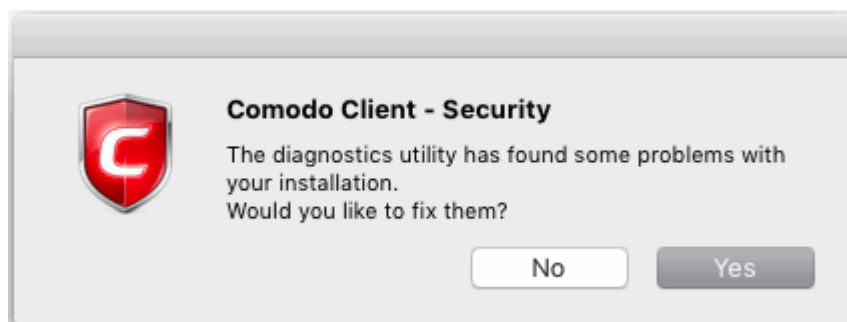 Comodo Client - Security
The diagnostics utility has found some problems with
your installation.
Would you like to fix them?
No
Yes